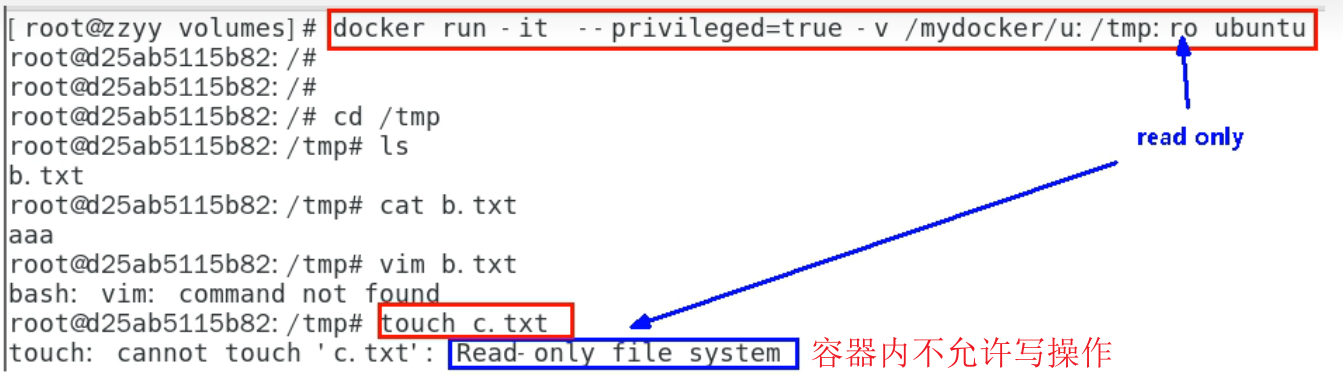 [root@zzyy volumes]# docker run -it --privileged=true -v /mydocker/u:/tmp:ro ubuntu
root@d25ab5115b82:/#
root@d25ab5115b82:/#
root@d25ab5115b82:/# cd /tmp
read only
root@d25ab5115b82:/tmp# ls
b.txt
root@d25ab5115b82:/tmp# cat b.txt
aaa
root@d25ab5115b82:/tmp# vim b.txt
bash: vim: command not found
root@d25ab5115b82:/tmp# touch c.txt
touch: cannot touch 'c.txt': Read-only file system 容器内不允许写操作